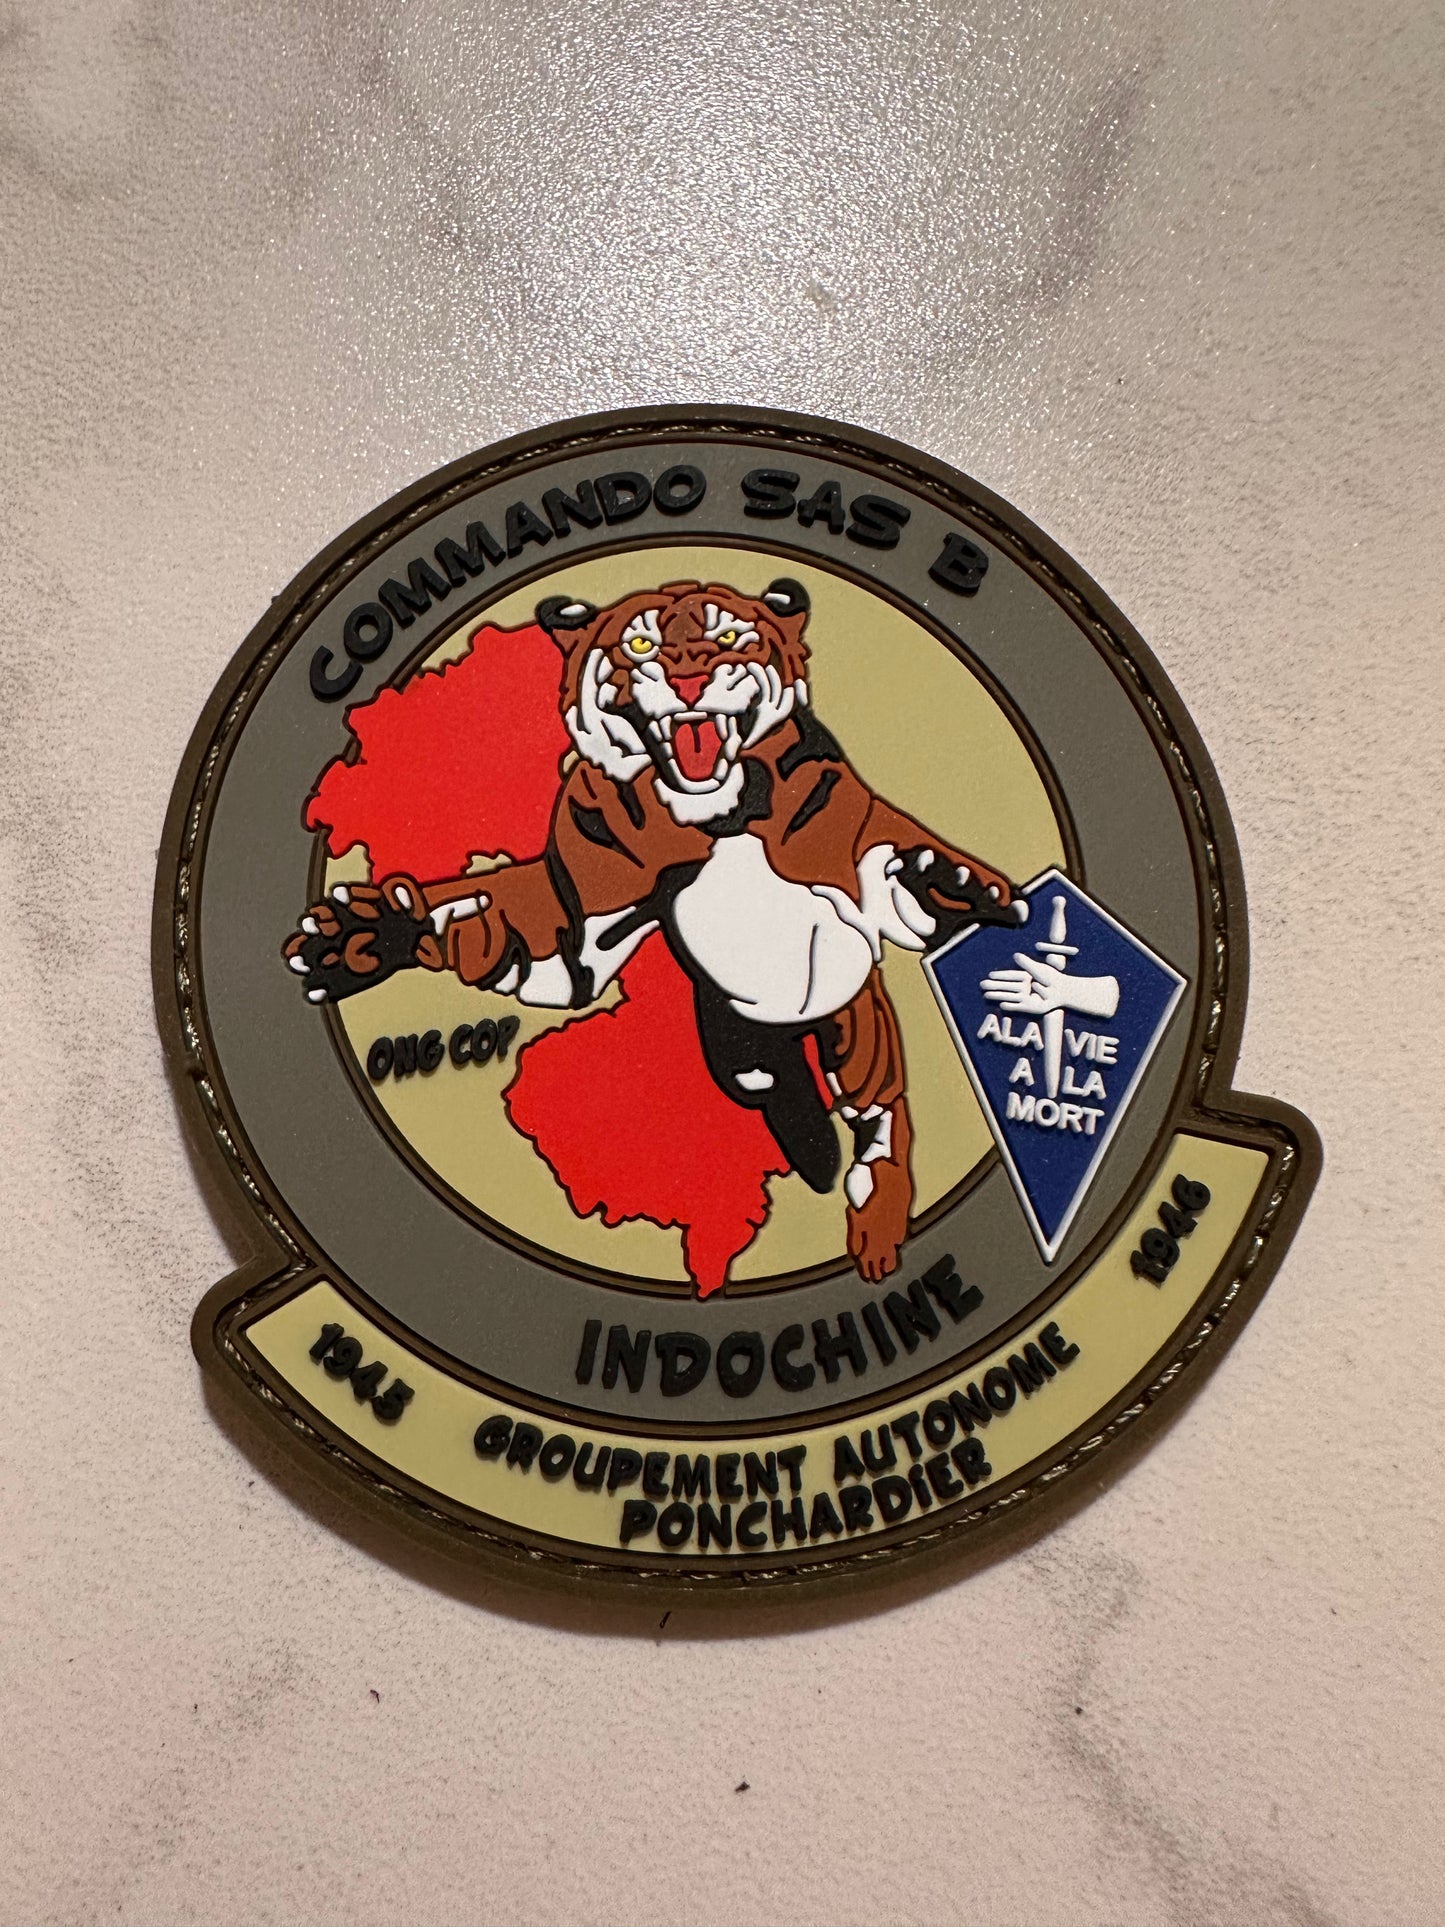 COMMANDO SAS B
ONG COP
ALA VIE
A LA
MORT
INDOCHINE
1945
GROUPEMENT AUTONOME
PONCHARDiER
1946